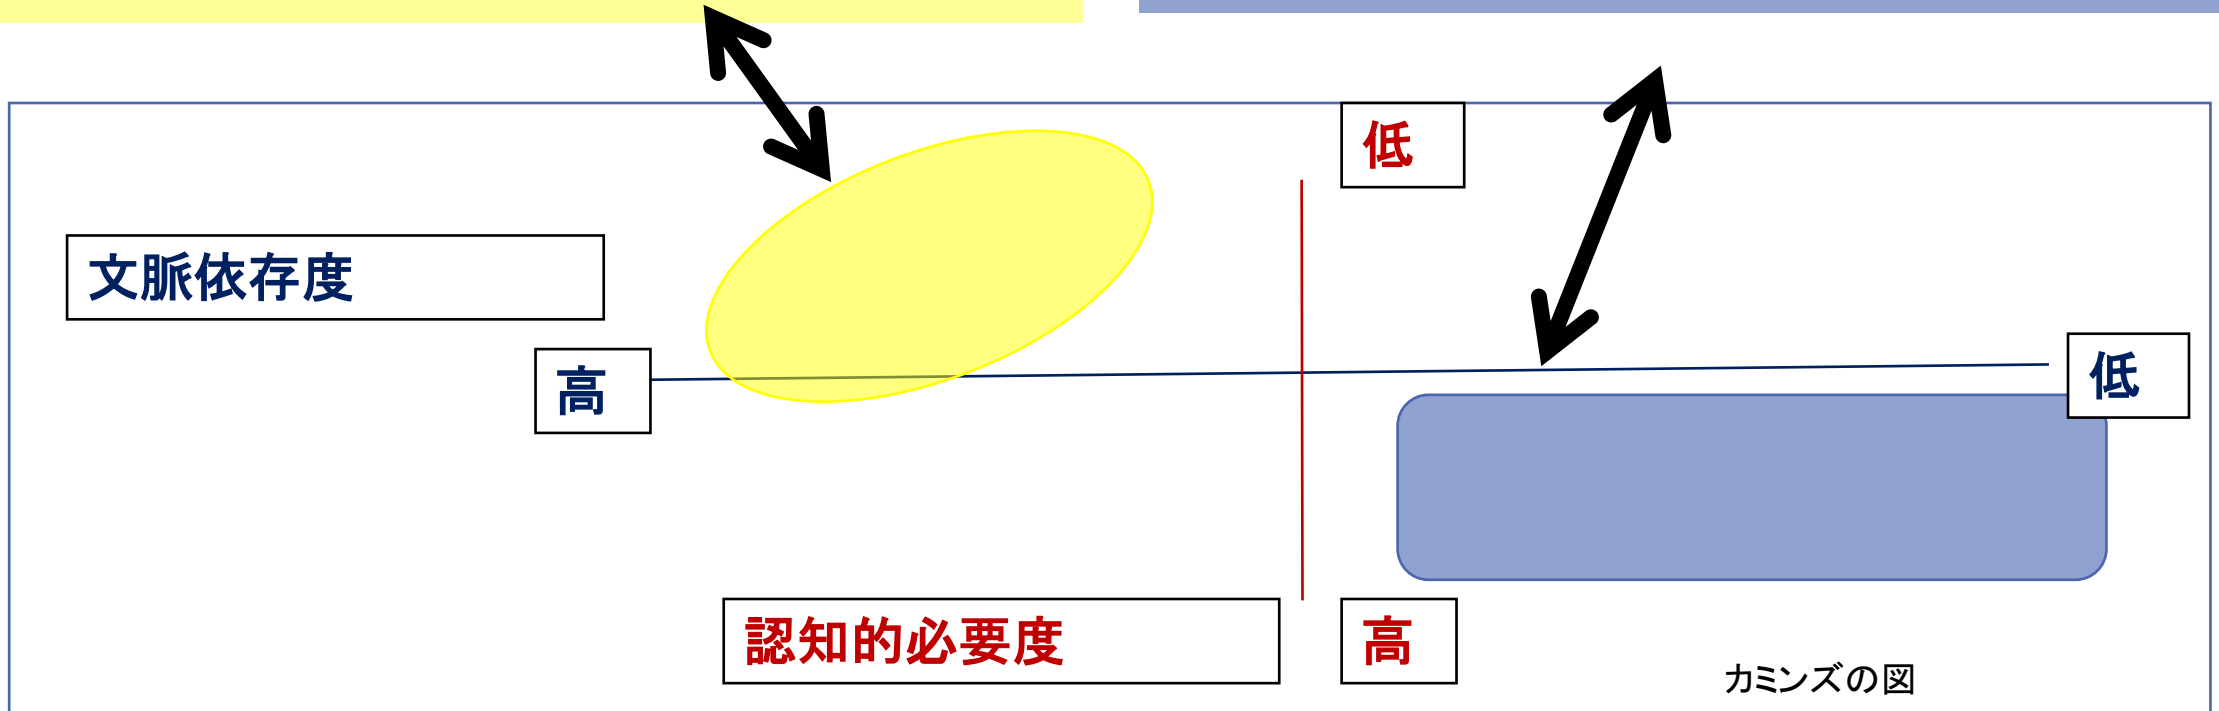 低
文脈依存度
高
低
認知的必要度
高
カミンズの図